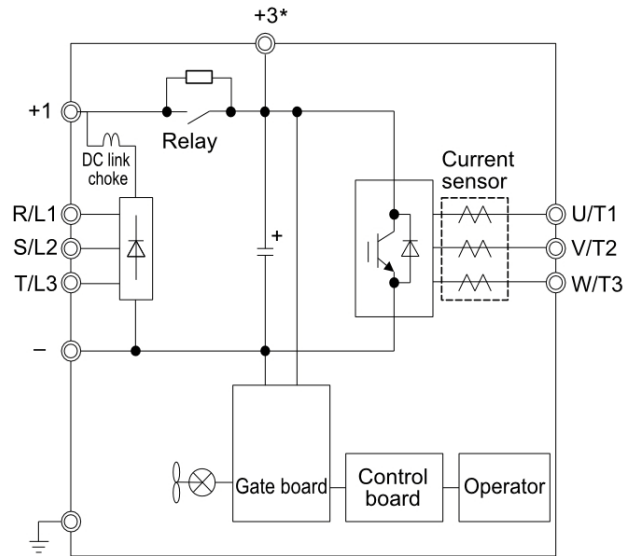 +3*
+1
Relay
DC link
choke
Current
sensor
R/L1
U/T1
S/L2
+
V/T2
T/L3
W/T3
–
Gate board
Control
board
Operator